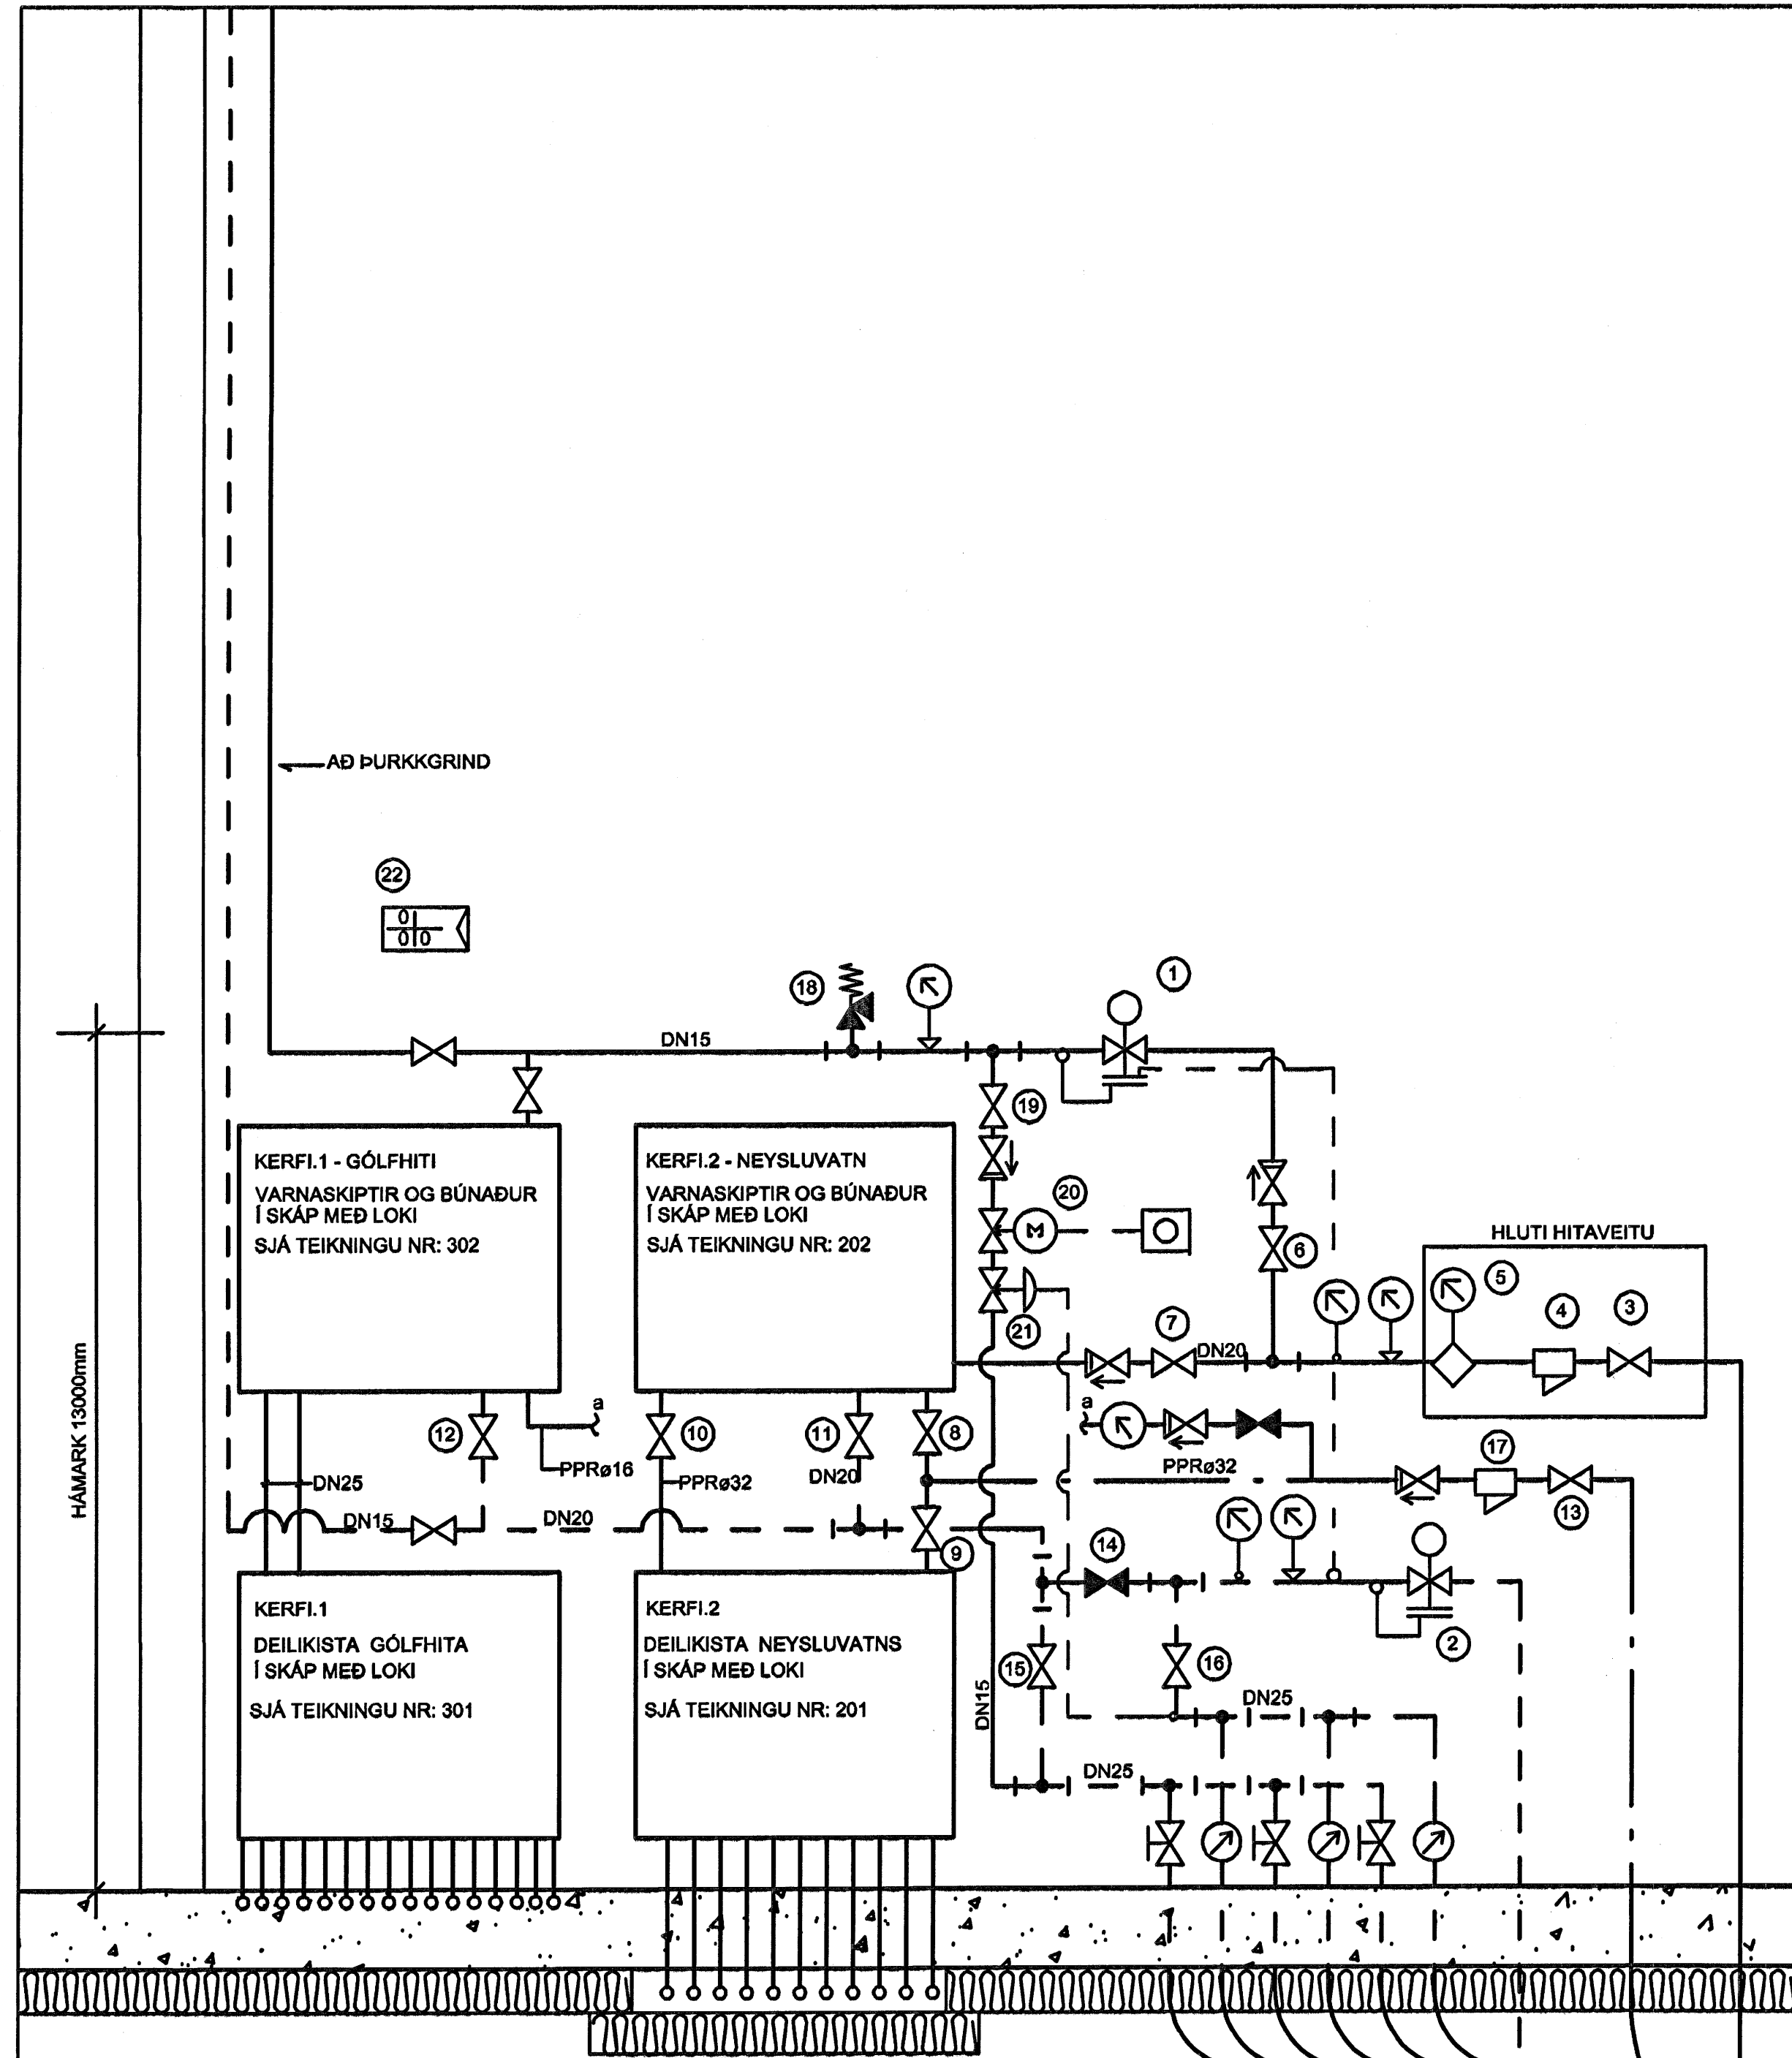 AÐ ÞURKKGRIND
22
18
1
DN15
19
KERFI.1 - GÓLFHITI
VARNASKIPTIR OG BÚNAÐUR
Í SKÁP MEÐ LOKI
SJÁ TEIKNINGU NR: 302
KERFI.2 - NEYSLUVATN
VARNASKIPTIR OG BÚNAÐUR
Í SKÁP MEÐ LOKI
SJÁ TEIKNINGU NR: 202
20
M
6
HLUTI HITAVEITU
5
4
3
21
7
DN20
HÁMARK 13000mm
12
a
PPRø16
DN25
10
PPRø32
11
DN20
8
a
PPRø32
17
13
DN15
DN20
9
14
KERFI.1
DEILIKISTA GÓLFHITA
Í SKÁP MEÐ LOKI
SJÁ TEIKNINGU NR: 301
KERFI.2
DEILIKISTA NEYSLUVATNS
Í SKÁP MEÐ LOKI
SJÁ TEIKNINGU NR: 201
2
15
16
DN15
DN25
DN25